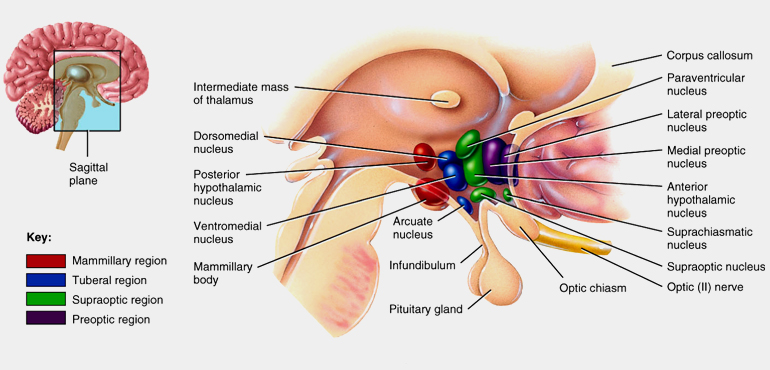 Sagittal
plane
Key:
Mammillary region
Tuberal region
Supraoptic region
Preoptic region
Intermediate mass
of thalamus
Dorsomedial
nucleus
Posterior
hypothalamic
nucleus
Ventromedial
nucleus
Mammillary
body
Arcuate
nucleus
Infundibulum
Pituitary gland
Corpus callosum
Paraventricular
nucleus
Lateral preoptic
nucleus
Medial preoptic
nucleus
Anterior
hypothalamic
nucleus
Suprachiasmatic
nucleus
Supraoptic nucleus
Optic (II) nerve
Optic chiasm